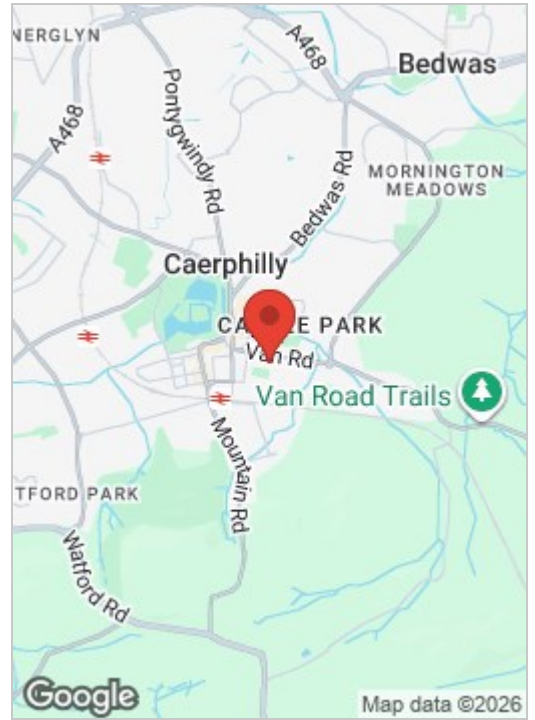 NERGLYN
A468
Bedwas
A468
Pontygwindy Rd
Bedwas Rd
MORNINGTON
MEADOWS
Caerphilly
PARK
Van Rd
Van Road Trails
Mountain Rd
TFORD PARK
Watford Rd
Google
Map data ©2026